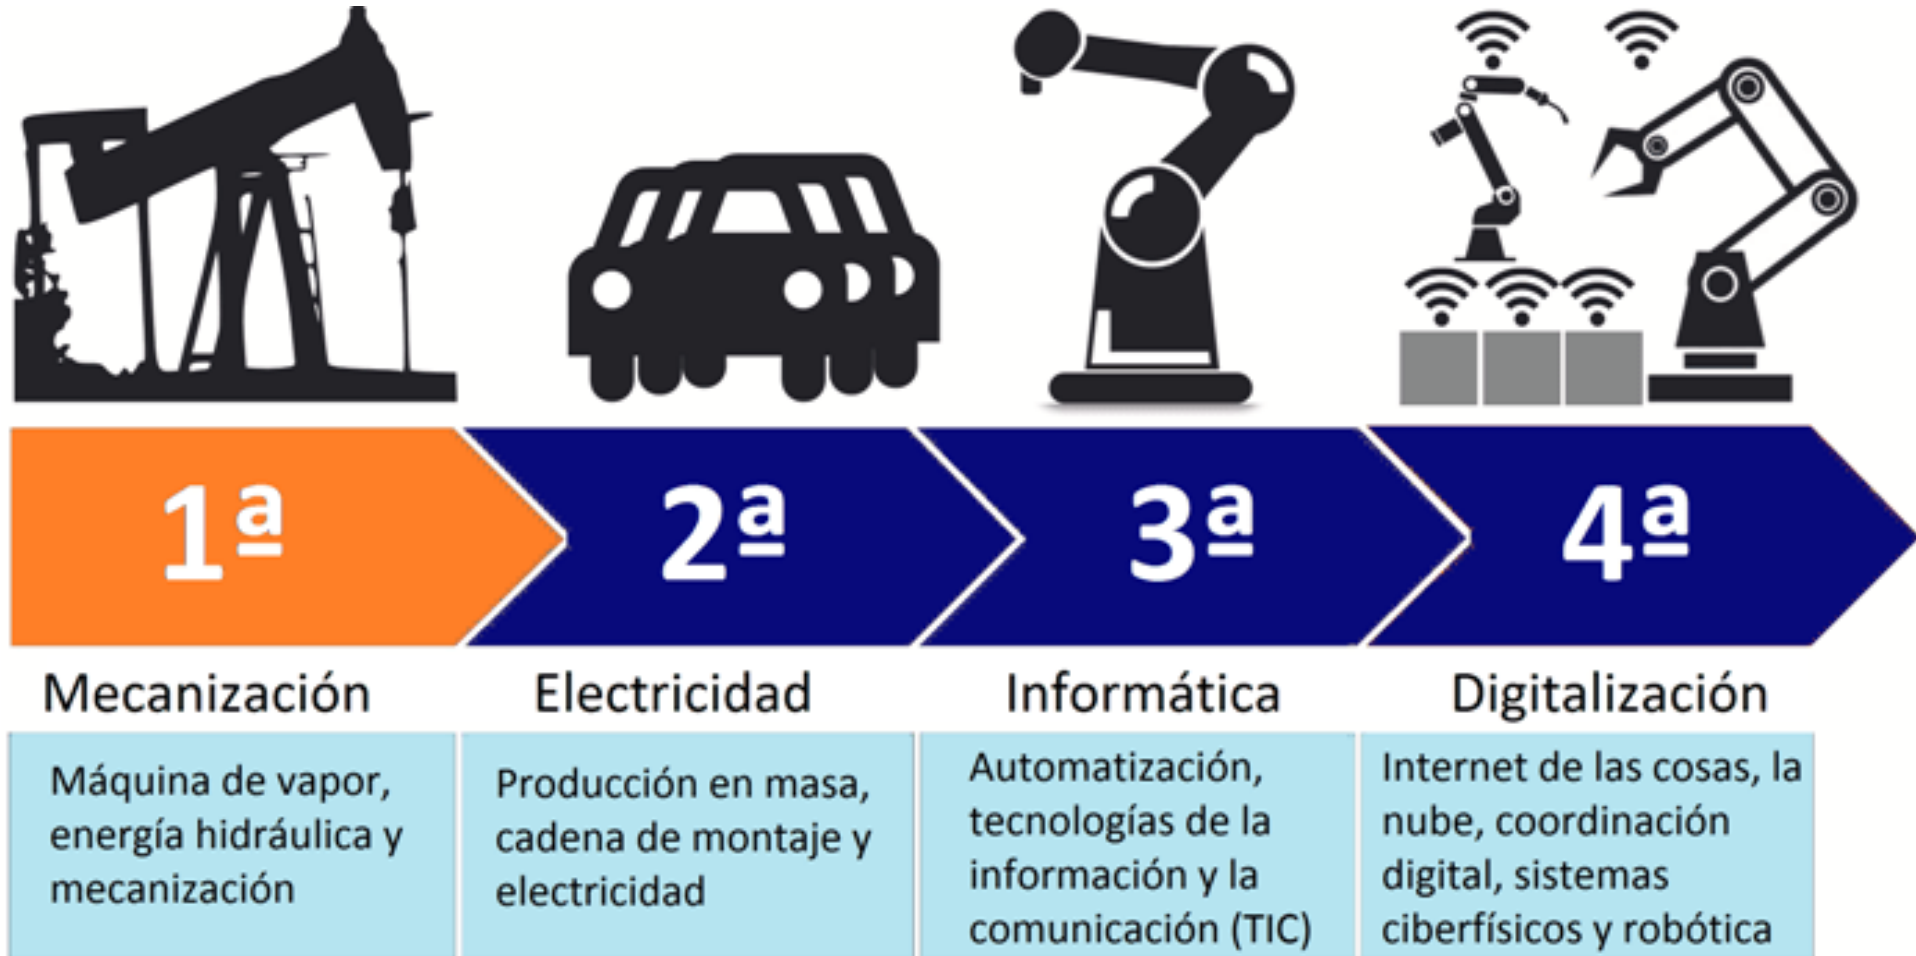 1ª
2ª
3ª
4ª
Mecanización
Electricidad
Informática
Digitalización
Máquina de vapor,
energía hidráulica y
mecanización
Producción en masa,
cadena de montaje y
electricidad
Automatización,
tecnologías de la
información y la
comunicación (TIC)
Internet de las cosas, la
nube, coordinación
digital, sistemas
ciberfísicos y robótica